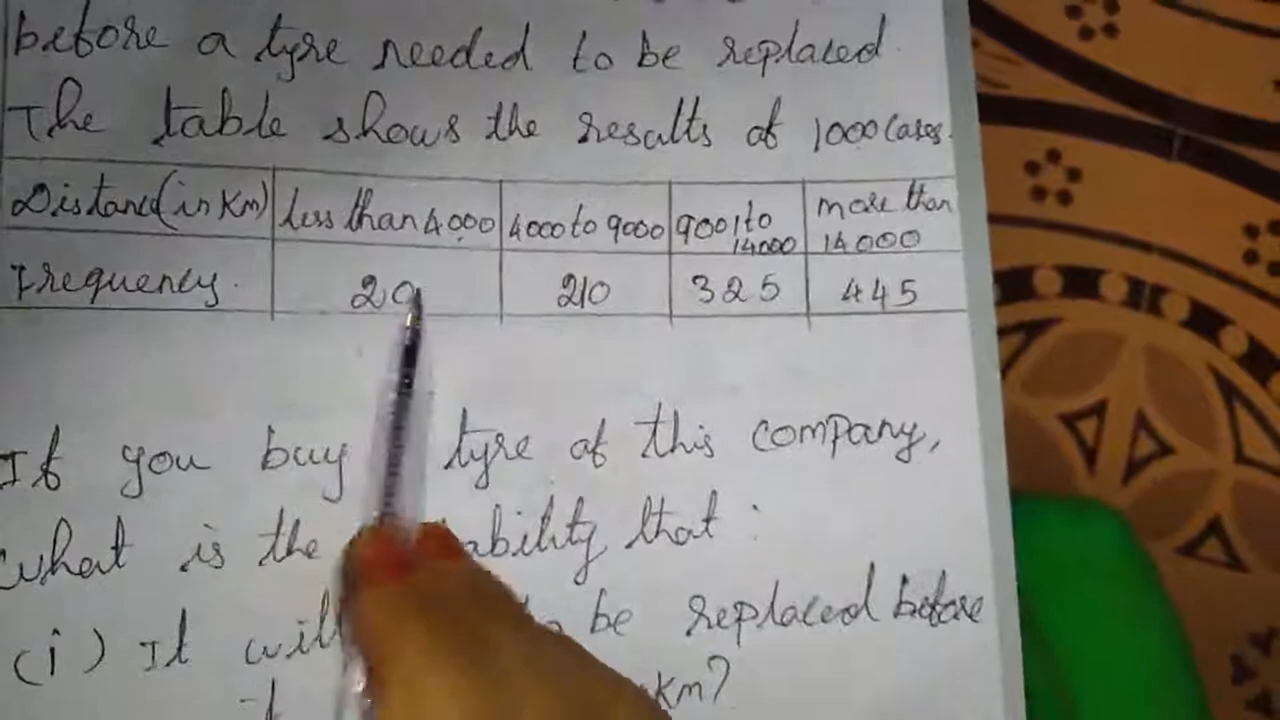 before a tyre needed to be replaced.
The table shows the results of 1000 Cases.
Distance(in Km) less than 4000 4000 to 9000 9001 to 14000 more than 14000
Frequency. 20 210 325 445
If you buy tyre of this company,
what is the that :
(i) It be replaced before
km?